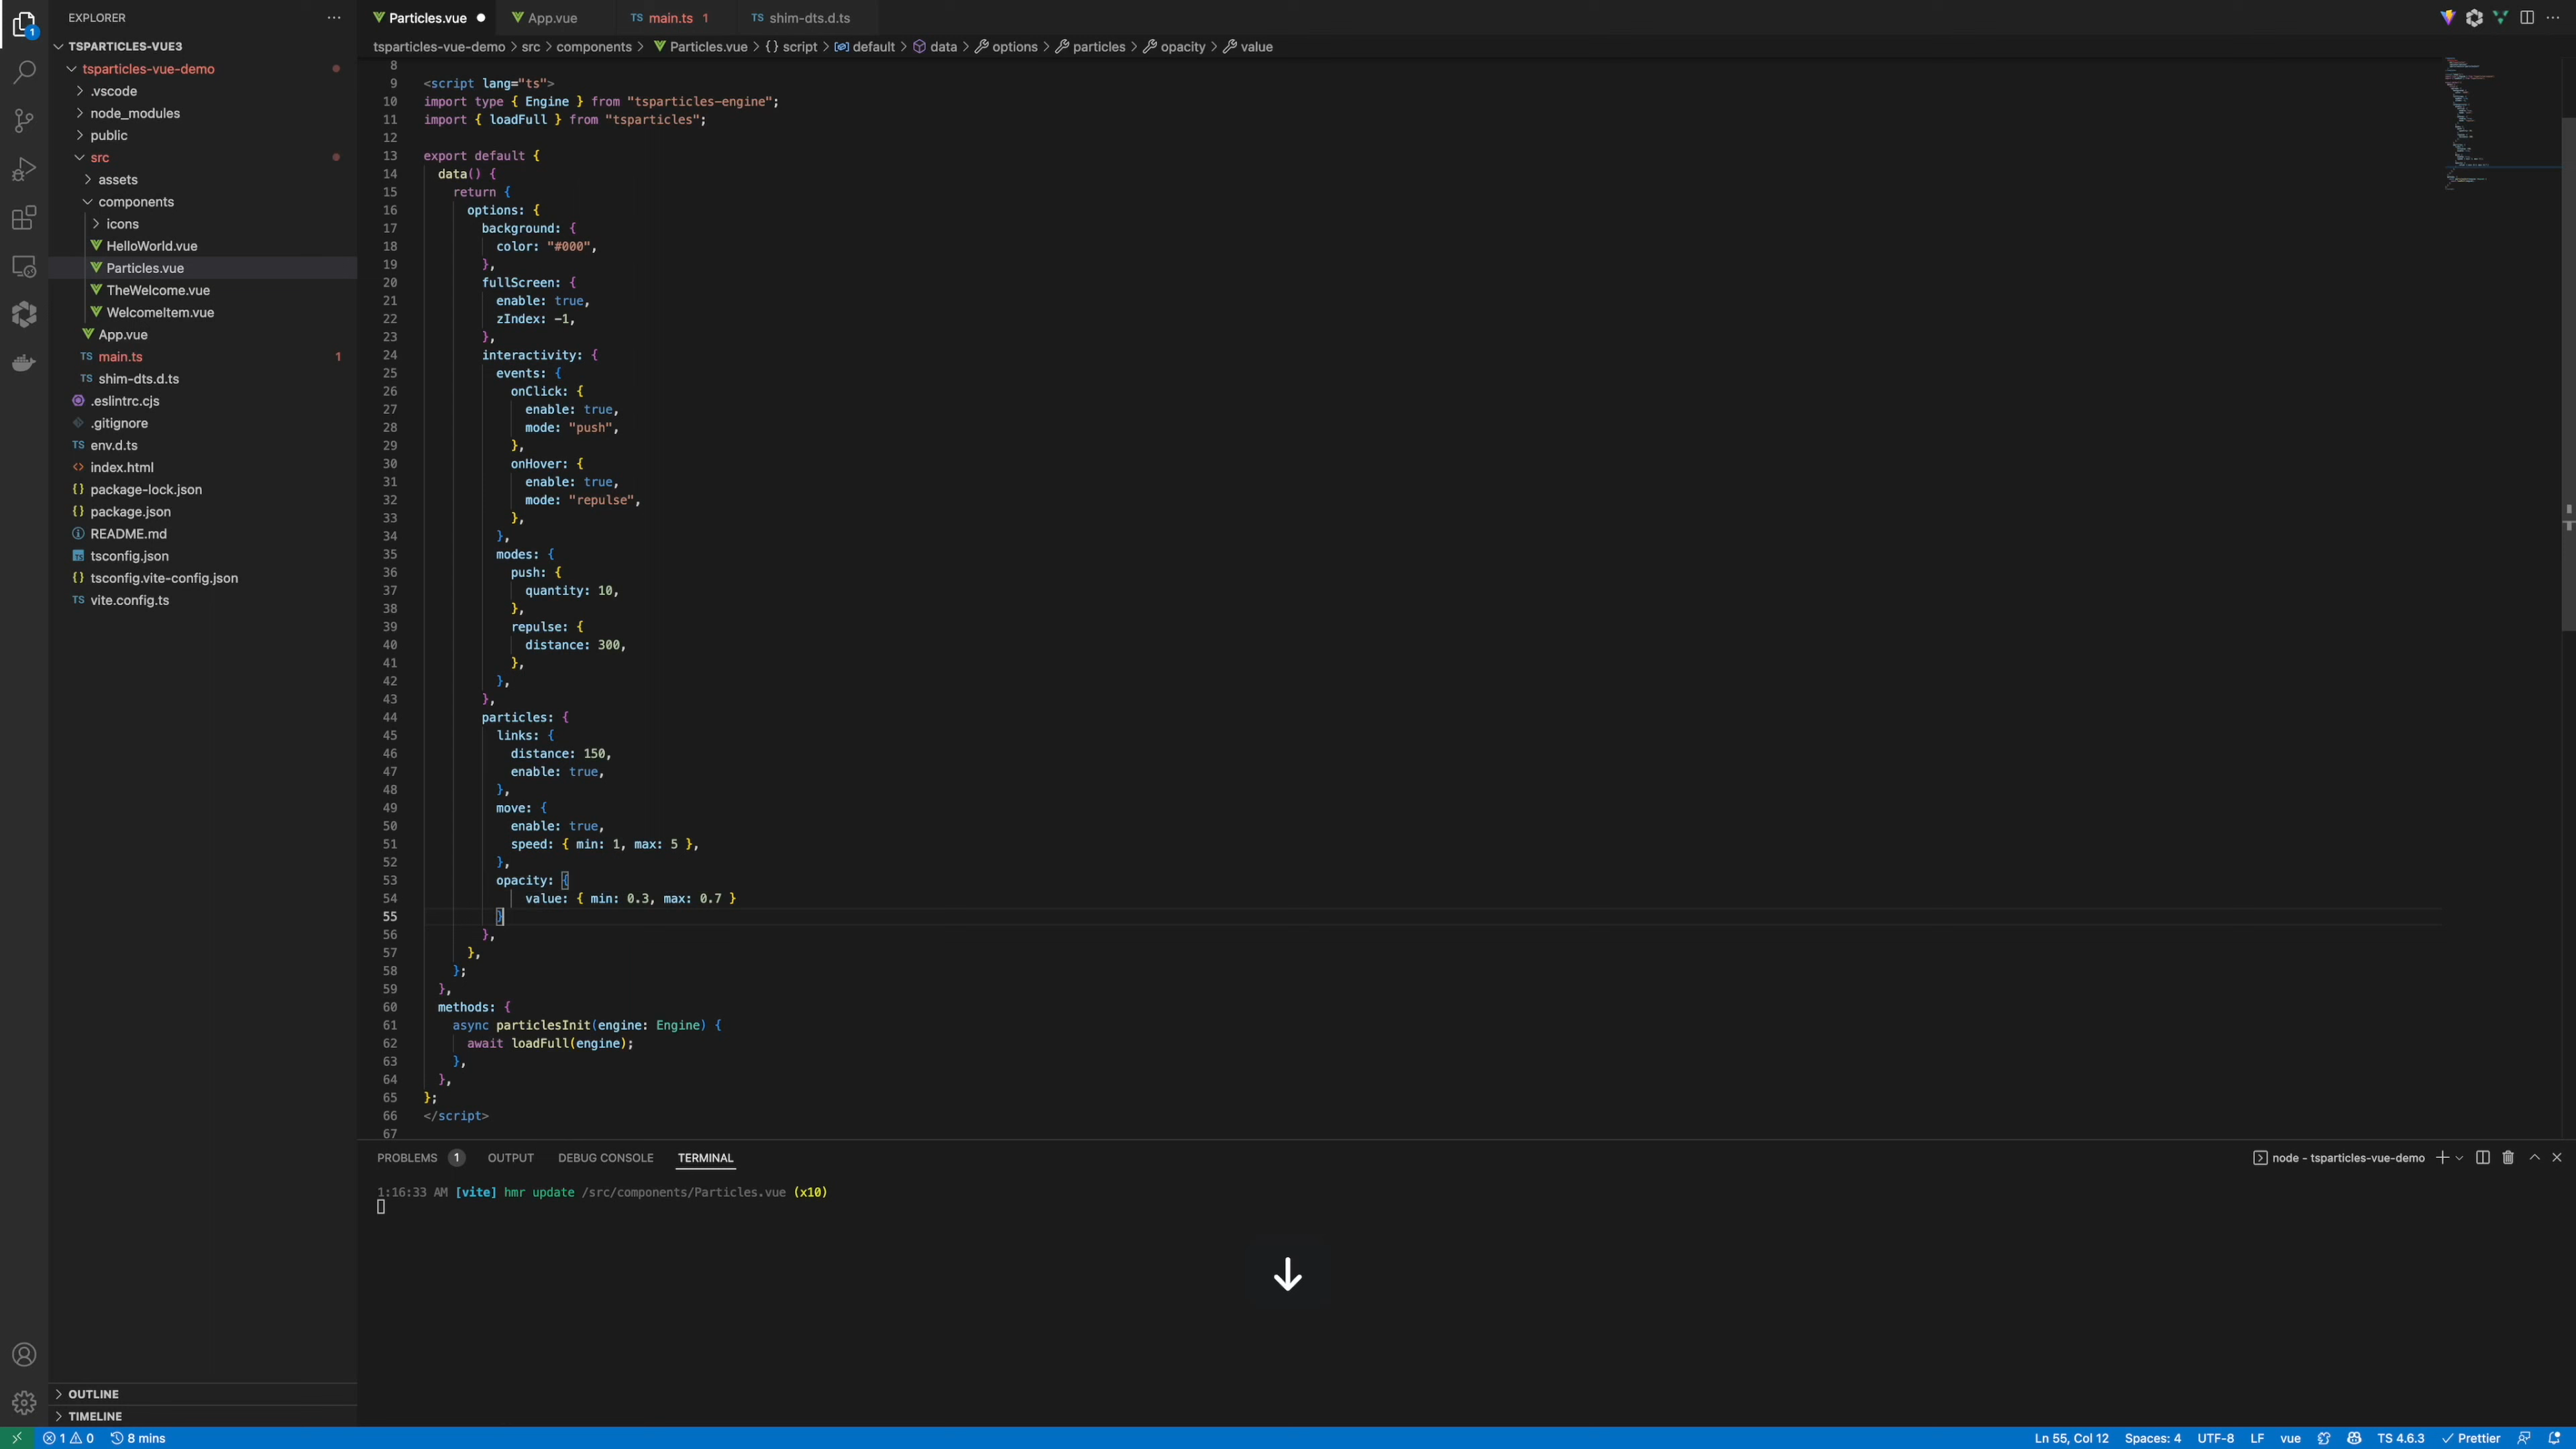 EXPLORER
Particles.vue
App.vue
TS main.ts 1
TS shim-dts.d.ts
TSPARTICLES-VUE3
tsparticles-vue-demo
.vscode
node_modules
public
src
assets
components
icons
HelloWorld.vue
Particles.vue
TheWelcome.vue
WelcomeItem.vue
App.vue
TS main.ts 1
TS shim-dts.d.ts
.eslintrc.cjs
.gitignore
TS env.d.ts
index.html
package-lock.json
package.json
README.md
tsconfig.json
tsconfig.vite-config.json
TS vite.config.ts
OUTLINE
TIMELINE
tsparticles-vue-demo > src > components > Particles.vue > {} script > default > data > options > particles > opacity > value
8
9 <script lang="ts">
10 import type { Engine } from "tsparticles-engine";
11 import { loadFull } from "tsparticles";
12
13 export default {
14 data() {
15 return {
16 options: {
17 background: {
18 color: "#000",
19 },
20 fullScreen: {
21 enable: true,
22 zIndex: -1,
23 },
24 interactivity: {
25 events: {
26 onClick: {
27 enable: true,
28 mode: "push",
29 },
30 onHover: {
31 enable: true,
32 mode: "repulse",
33 },
34 },
35 modes: {
36 push: {
37 quantity: 10,
38 },
39 repulse: {
40 distance: 300,
41 },
42 },
43 },
44 particles: {
45 links: {
46 distance: 150,
47 enable: true,
48 },
49 move: {
50 enable: true,
51 speed: { min: 1, max: 5 },
52 },
53 opacity: {
54 value: { min: 0.3, max: 0.7 }
55 }
56 },
57 },
58 };
59 },
60 methods: {
61 async particlesInit(engine: Engine) {
62 await loadFull(engine);
63 },
64 },
65 };
66 </script>
67
PROBLEMS 1 OUTPUT DEBUG CONSOLE TERMINAL
node - tsparticles-vue-demo
1:16:33 AM [vite] hmr update /src/components/Particles.vue (x10)
1 0 8 mins
Ln 55, Col 12 Spaces: 4 UTF-8 LF vue TS 4.6.3 Prettier